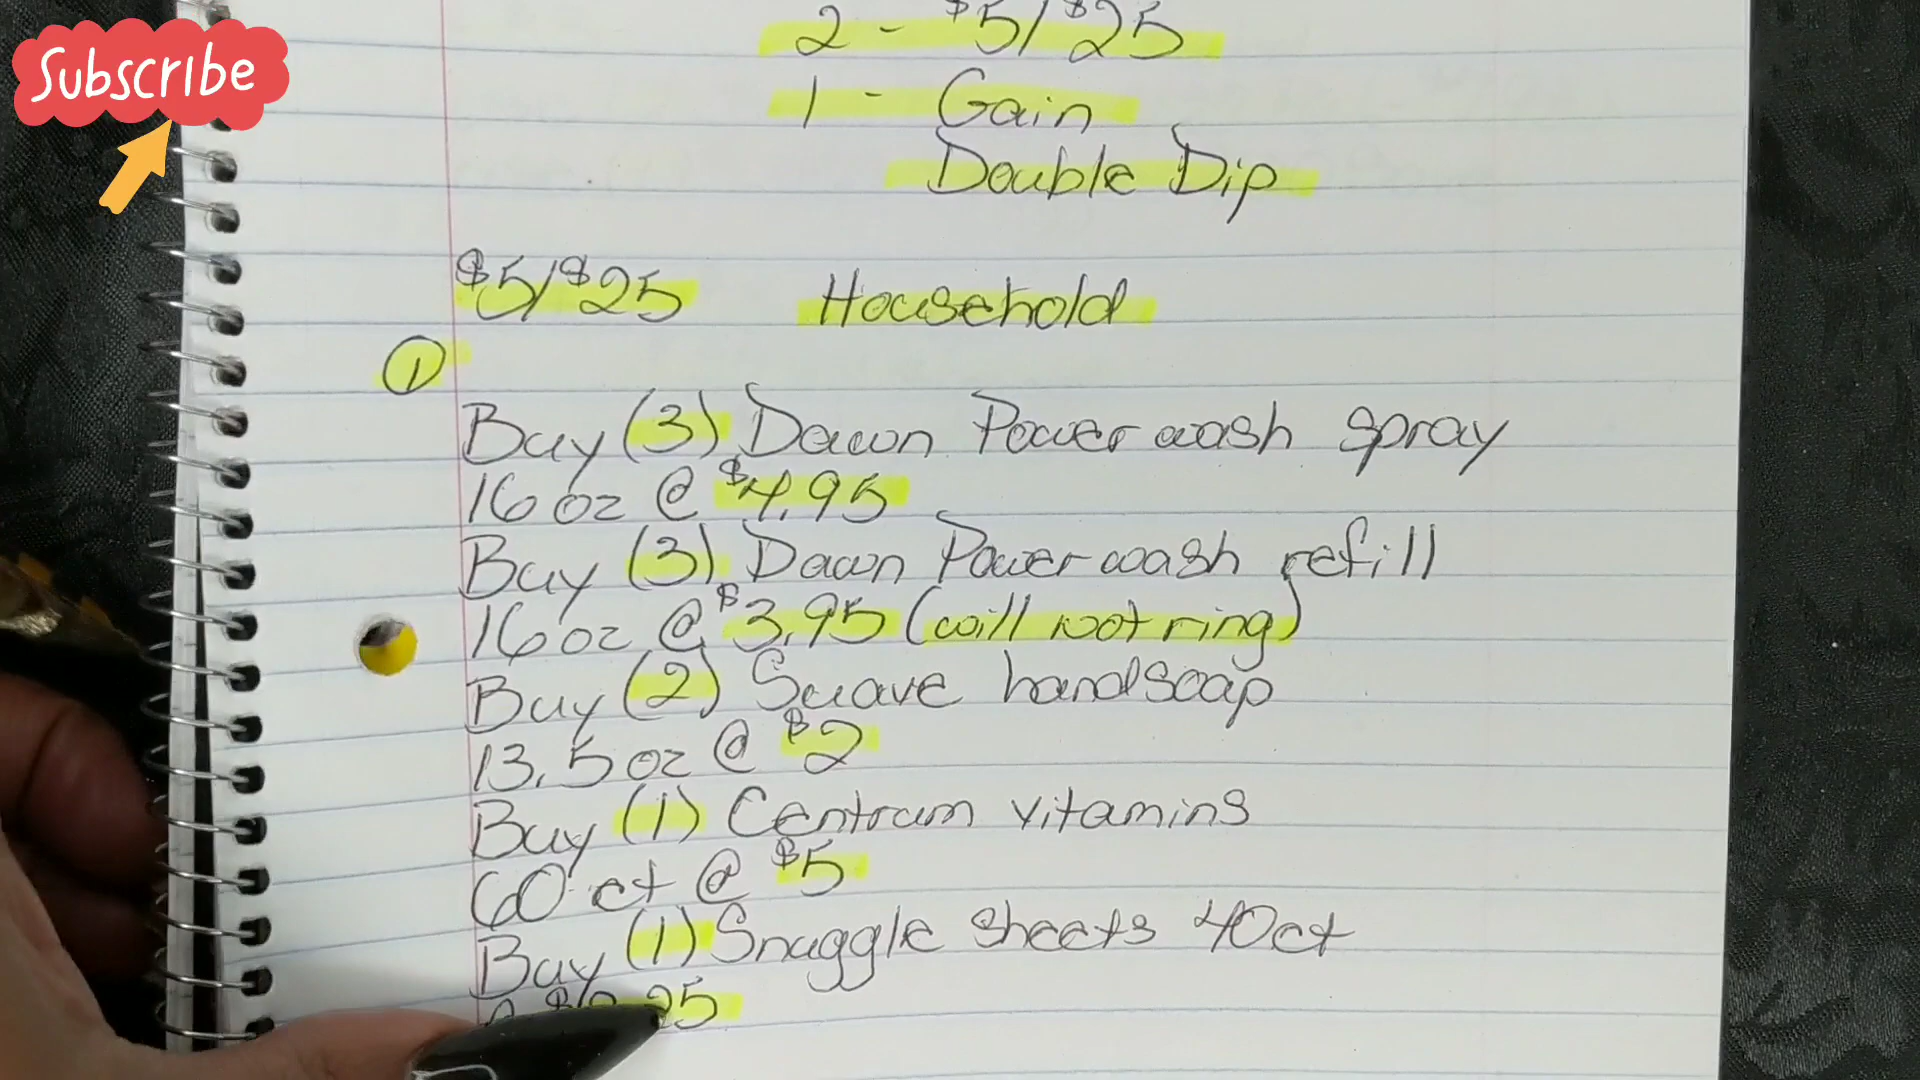 Subscribe
2 - $5/$25
1 - Gain
Double Dip
$5/$25 Household
1
Buy (3) Dawn Powerwash spray
16 oz @ $4.95
Buy (3) Dawn Powerwash refill
16 oz @ $3.95 (will not ring)
Buy (2) Suave handsoap
13.5 oz @ $2
Buy (1) Centrum vitamins
60 ct @ $5
Buy (1) Snuggle sheets 40ct